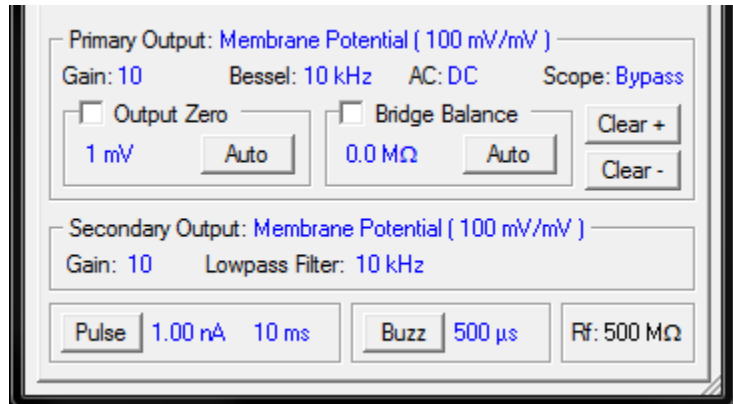 Primary Output: Membrane Potential ( 100 mV/mV )
Gain: 10 Bessel: 10 kHz AC: DC Scope: Bypass
Output Zero Bridge Balance Clear +
1 mV Auto 0.0 MΩ Auto Clear -
Secondary Output: Membrane Potential ( 100 mV/mV )
Gain: 10 Lowpass Filter: 10 kHz
Pulse 1.00 nA 10 ms Buzz 500 µs Rf: 500 MΩ